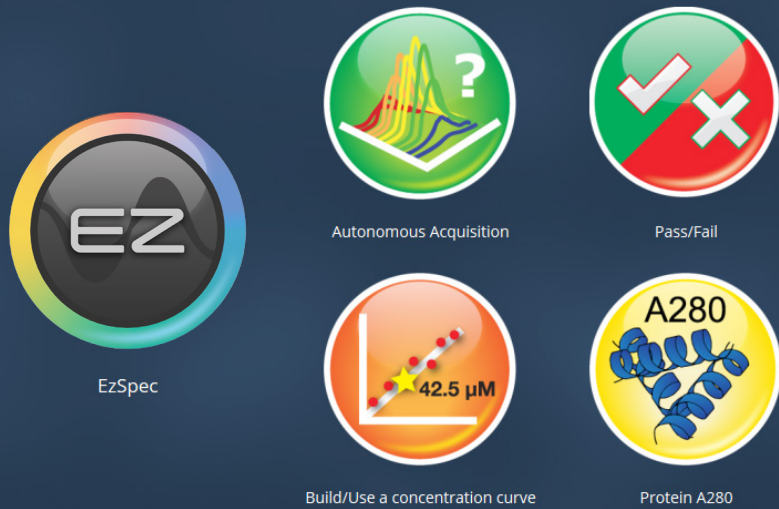 EZ
EzSpec
?
Autonomous Acquisition
Pass/Fail
42.5 µM
Build/Use a concentration curve
A280
Protein A280